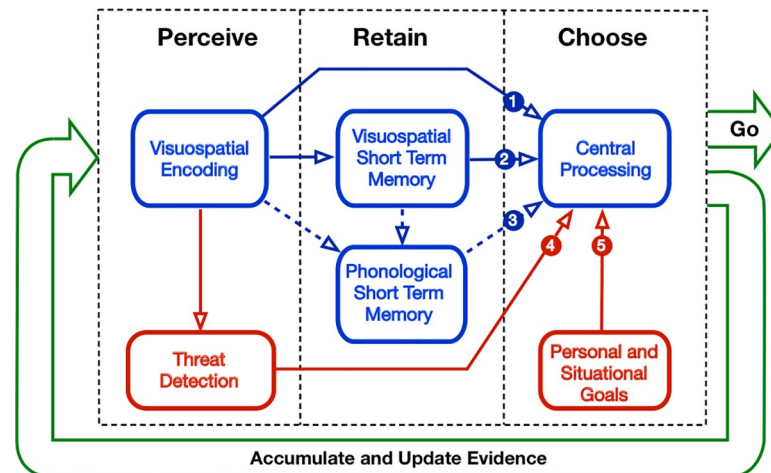 Perceive
Retain
Choose
1
Visuospatial
Encoding
Visuospatial
Short Term
Memory
2
Central
Processing
Go
3
Phonological
Short Term
Memory
4
5
Threat
Detection
Personal and
Situational
Goals
Accumulate and Update Evidence